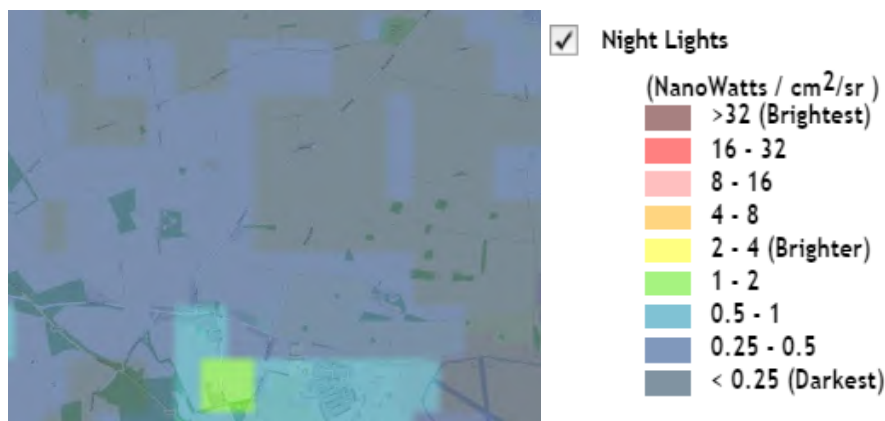 Night Lights
(NanoWatts / cm2/sr )
>32 (Brightest)
16 - 32
8 - 16
4 - 8
2 - 4 (Brighter)
1 - 2
0.5 - 1
0.25 - 0.5
< 0.25 (Darkest)